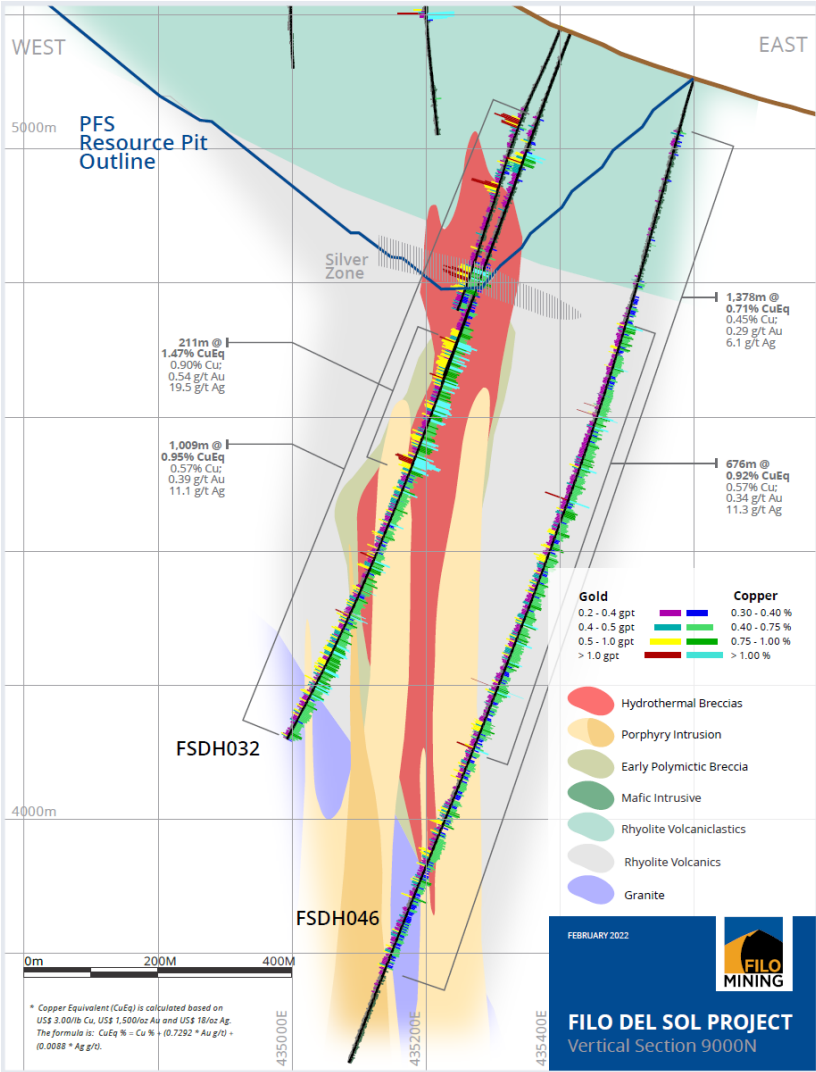 WEST
EAST
5000m
PFS
Resource Pit
Outline
Silver
Zone
1,378m @
0.71% CuEq
0.45% Cu;
0.29 g/t Au
6.1 g/t Ag
211m @
1.47% CuEq
0.90% Cu;
0.54 g/t Au
19.5 g/t Ag
1,009m @
0.95% CuEq
0.57% Cu;
0.39 g/t Au
11.1 g/t Ag
676m @
0.92% CuEq
0.57% Cu;
0.34 g/t Au
11.3 g/t Ag
Gold Copper
0.2 - 0.4 gpt 0.30 - 0.40 %
0.4 - 0.5 gpt 0.40 - 0.75 %
0.5 - 1.0 gpt 0.75 - 1.00 %
> 1.0 gpt > 1.00 %
Hydrothermal Breccias
Porphyry Intrusion
Early Polymictic Breccia
Mafic Intrusive
Rhyolite Volcaniclastics
Rhyolite Volcanics
Granite
FSDH032
4000m
FSDH046
0m 200M 400M
* Copper Equivalent (CuEq) is calculated based on
US$ 3.00/lb Cu, US$ 1,500/oz Au and US$ 18/oz Ag.
The formula is: CuEq % = Cu % + (0.7292 * Au g/t) +
(0.0088 * Ag g/t).
435000E
435200E
435400E
FEBRUARY 2022
FILO
MINING
FILO DEL SOL PROJECT
Vertical Section 9000N